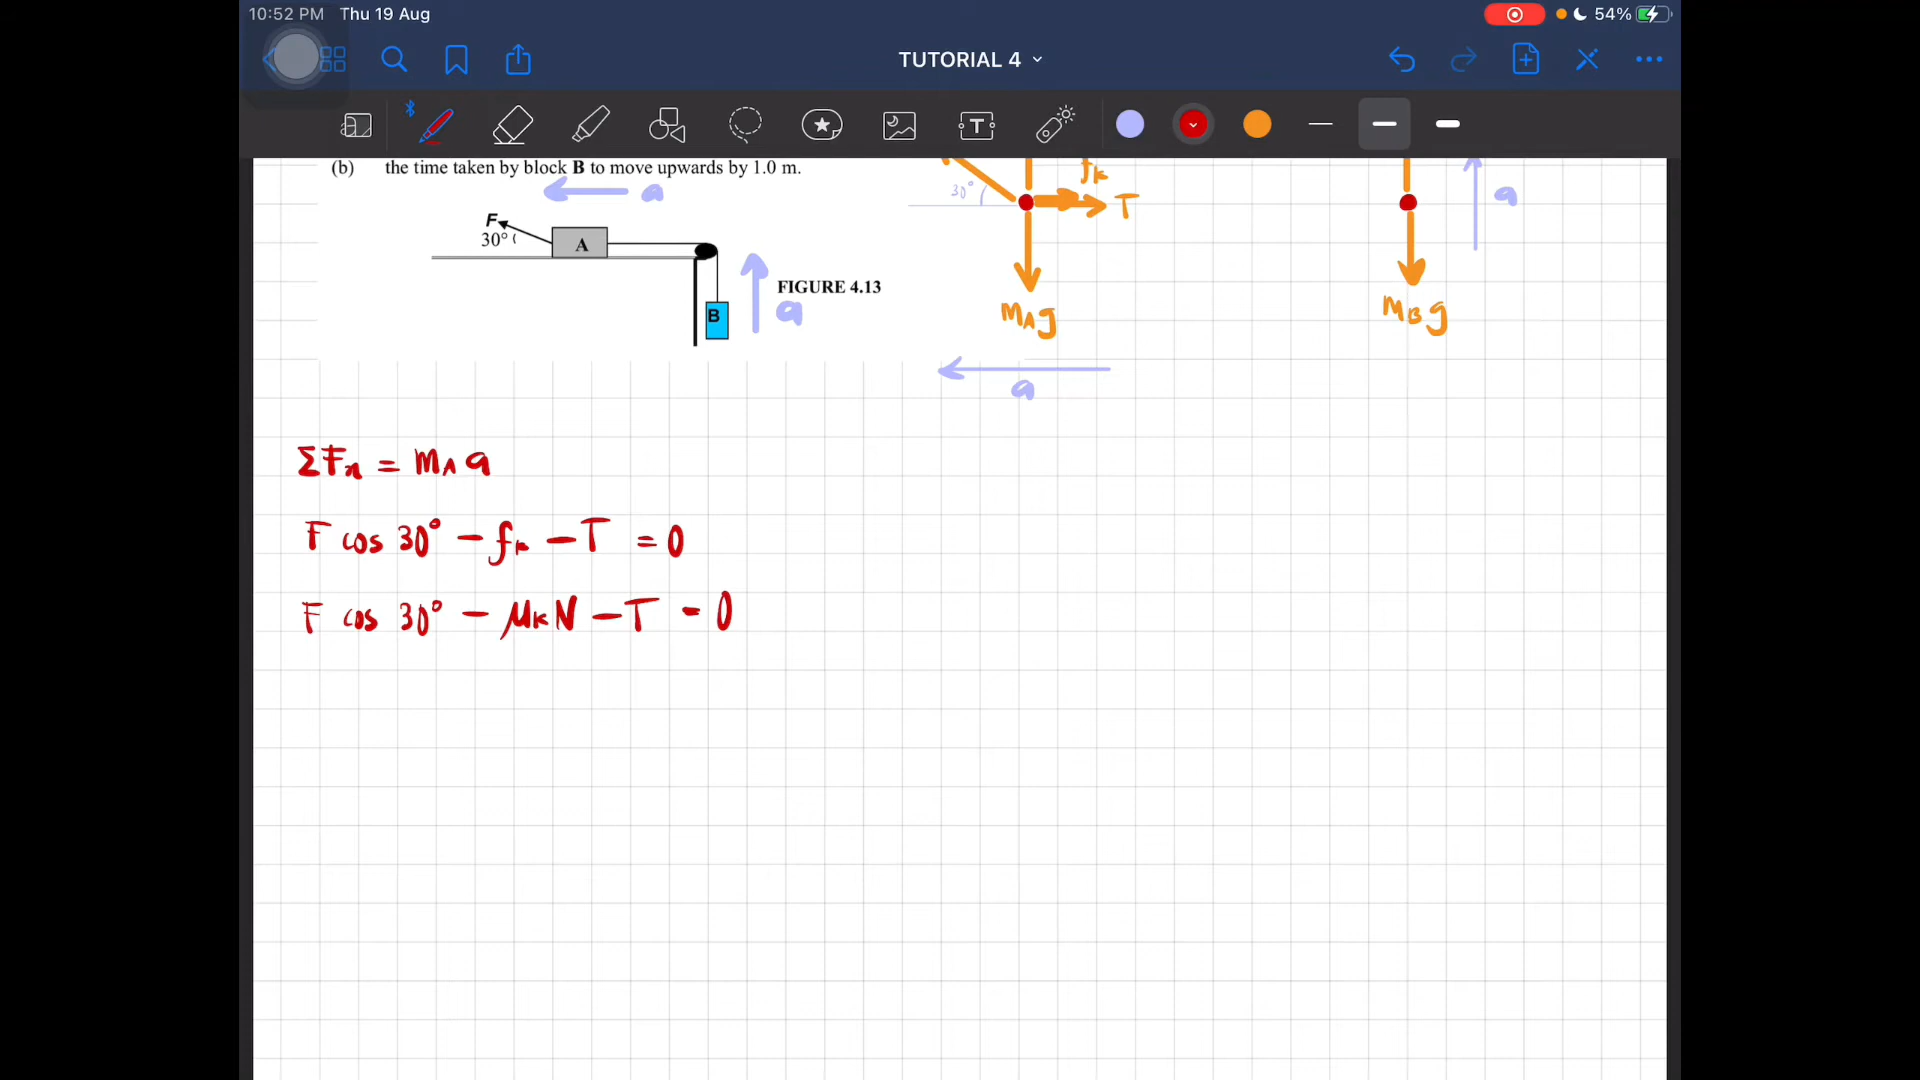 10:52 PM Thu 19 Aug
54%
TUTORIAL 4
T
(b) the time taken by block B to move upwards by 1.0 m.
a
F
30°
A
B
a
FIGURE 4.13
30°
fk
T
mAg
a
a
mBg
ΣFx = mA a
F cos 30° - fk - T = 0
F cos 30° - μkN - T = 0